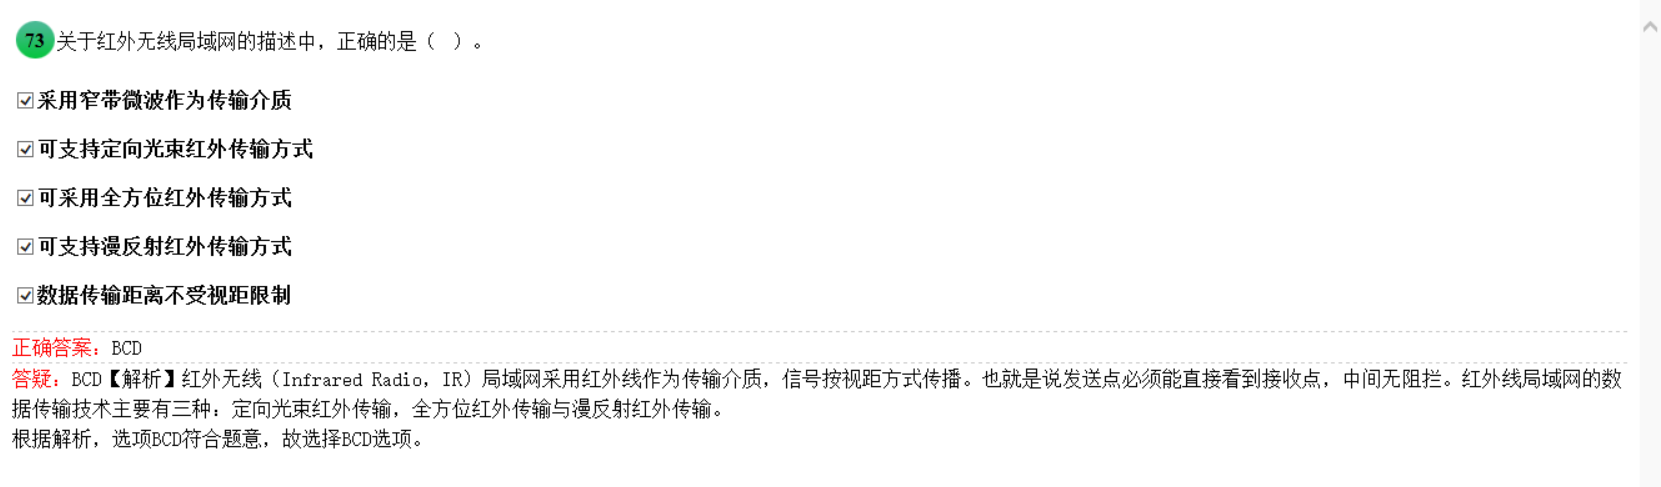 73 关于红外无线局域网的描述中，正确的是（ ）。
采用窄带微波作为传输介质
可支持定向光束红外传输方式
可采用全方位红外传输方式
可支持漫反射红外传输方式
数据传输距离不受视距限制
正确答案：BCD
答疑：BCD【解析】红外无线（Infrared Radio，IR）局域网采用红外线作为传输介质，信号按视距方式传播。也就是说发送点必须能直接看到接收点，中间无阻拦。红外线局域网的数
据传输技术主要有三种：定向光束红外传输，全方位红外传输与漫反射红外传输。
根据解析，选项BCD符合题意，故选择BCD选项。